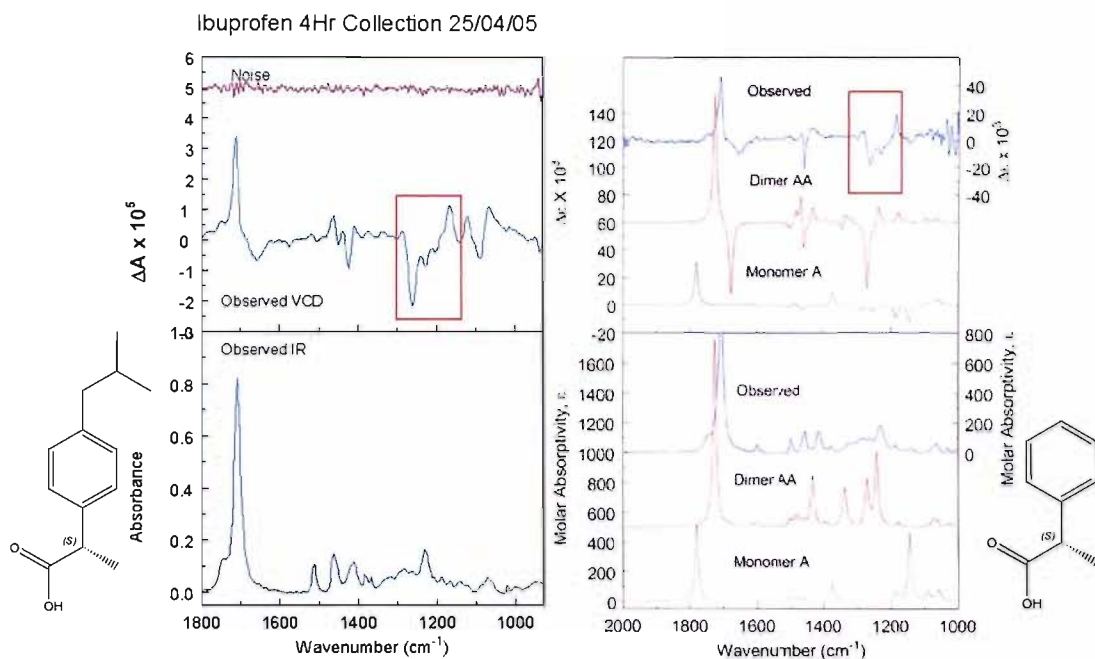 Ibuprofen 4Hr Collection 25/04/05
6
5
4
3
2
1
0
-1
-2
Noise
ΔA x 10⁵
Observed VCD
0.8
0.6
0.4
0.2
0.0
Absorbance
Observed IR
1800 1600 1400 1200 1000
Wavenumber (cm⁻¹)
O
OH
(S)
140
120
100
80
60
40
20
0
-20
Δε X 10³
Observed
Dimer AA
Monomer A
40
20
0
-20
-40
Δε x 10³
1600
1400
1200
1000
800
600
400
200
0
Molar Absorptivity, ε
Observed
Dimer AA
Monomer A
800
600
400
200
0
Molar Absorptivity, ε
2000 1800 1600 1400 1200 1000
Wavenumber (cm⁻¹)
(S)
O
OH